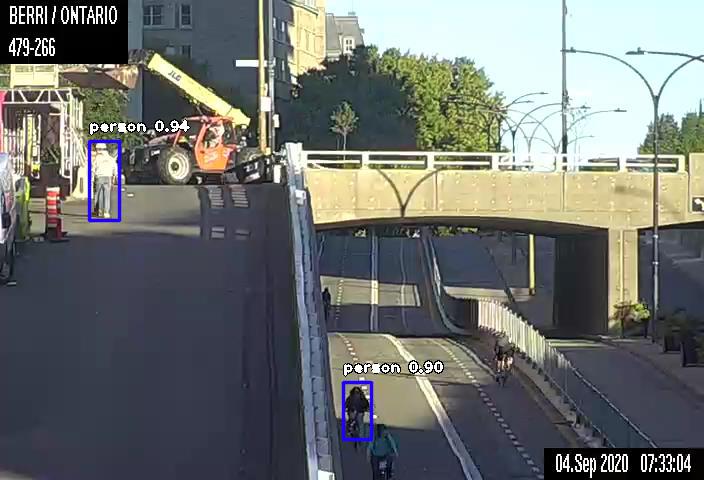 BERRI / ONTARIO
479-266
JLG
person 0.94
person 0.90
04.Sep 2020 07:33:04